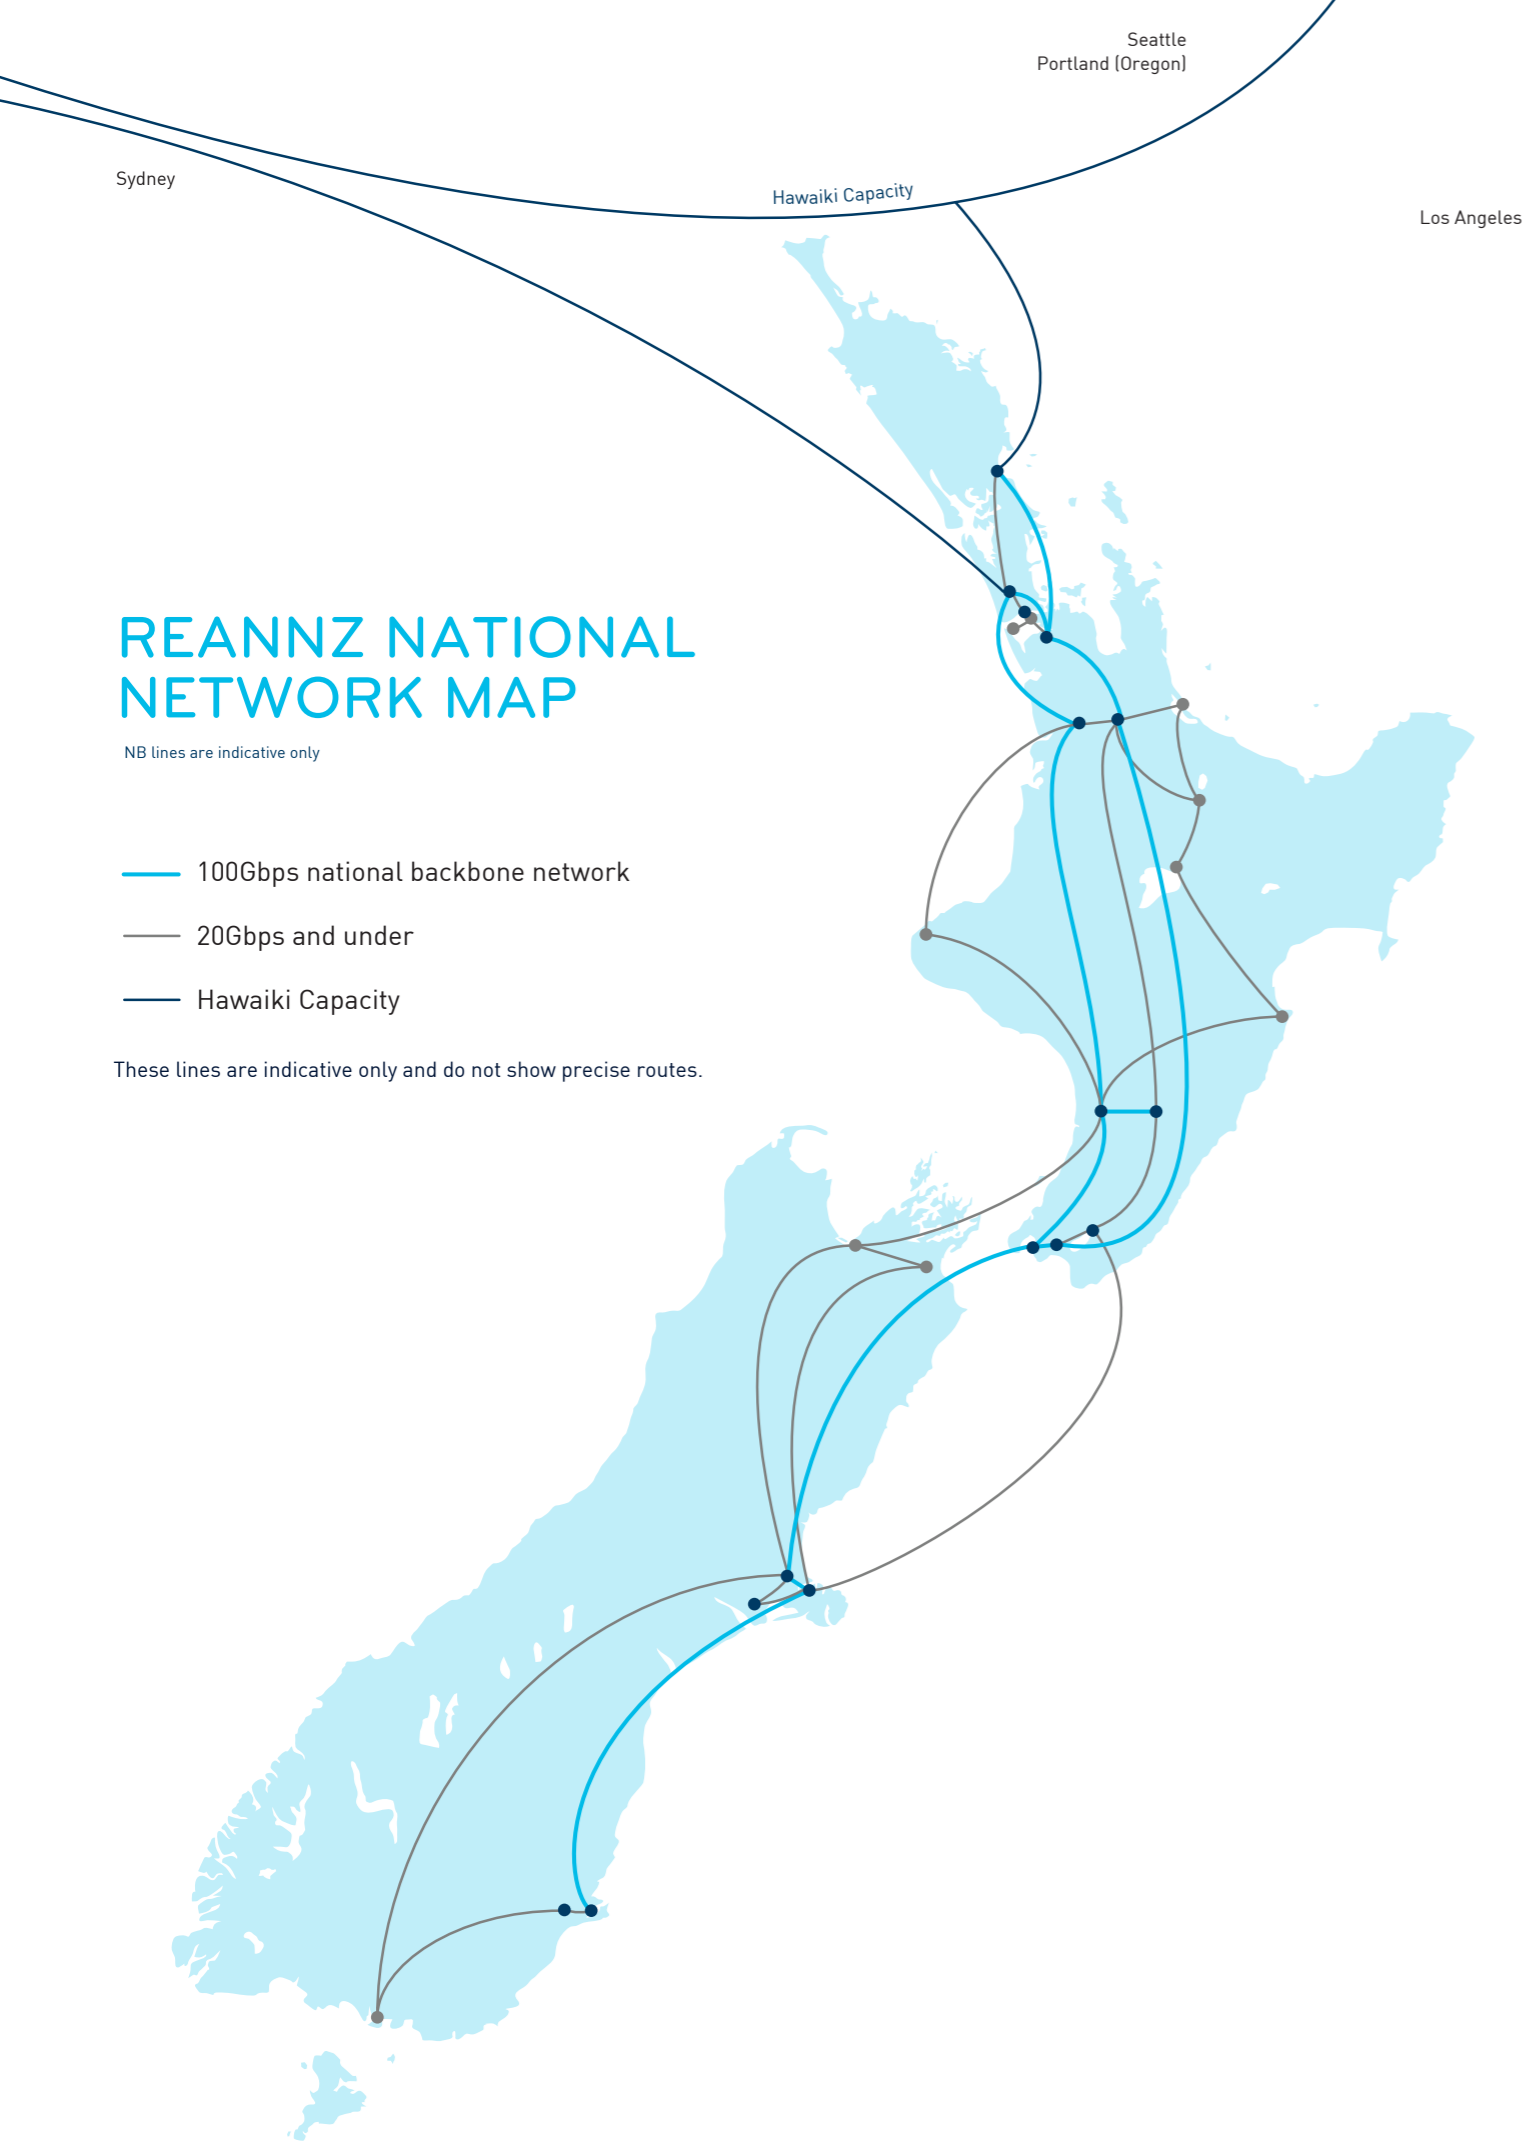 Seattle
Portland (Oregon)
Sydney
Hawaiki Capacity
Los Angeles
REANNZ NATIONAL
NETWORK MAP
NB lines are indicative only
100Gbps national backbone network
20Gbps and under
Hawaiki Capacity
These lines are indicative only and do not show precise routes.